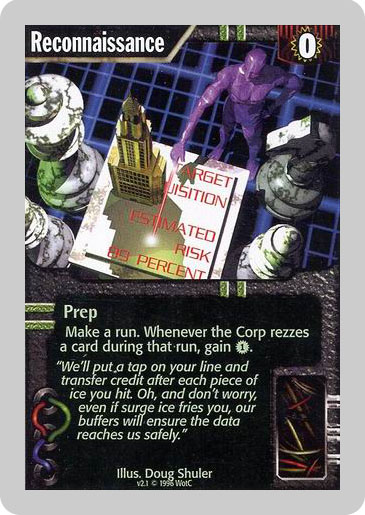 Reconnaissance
0
ARGET
UISITION
ESTIMATED
RISK
89 PERCENT
Prep
Make a run. Whenever the Corp rezzes
a card during that run, gain 1.
"We'll put a tap on your line and
transfer credit after each piece of
ice you hit. Oh, and don't worry,
even if surge ice fries you, our
buffers will ensure the data
reaches us safely."
Illus. Doug Shuler
v2.1 © 1996 WotC